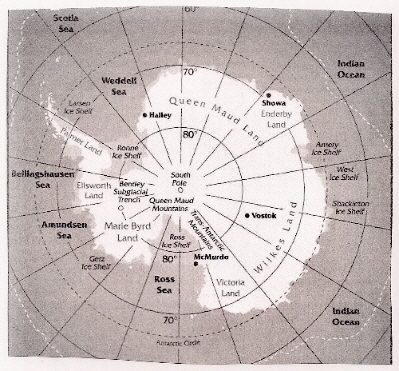 Scotia
Sea
60°
Indian
Ocean
Weddell
Sea
70°
Larsen
Ice Shelf
Queen Maud Land
Showa
Enderby
Land
Halley
Palmer Land
80°
Ronne
Ice Shelf
Amery
Ice Shelf
Bellingshausen
Sea
Ellsworth
Land
Bentley
Subglacial
Trench
South
Pole
West
Ice Shelf
Queen Maud
Mountains
Shackleton
Ice Shelf
Vostok
Amundsen
Sea
Marie Byrd
Land
Trans-Antarctic
Mountains
Wilkes Land
Ross
Ice Shelf
Getz
Ice Shelf
80°
McMurdo
Ross
Sea
Victoria
Land
70°
Indian
Ocean
Antarctic Circle